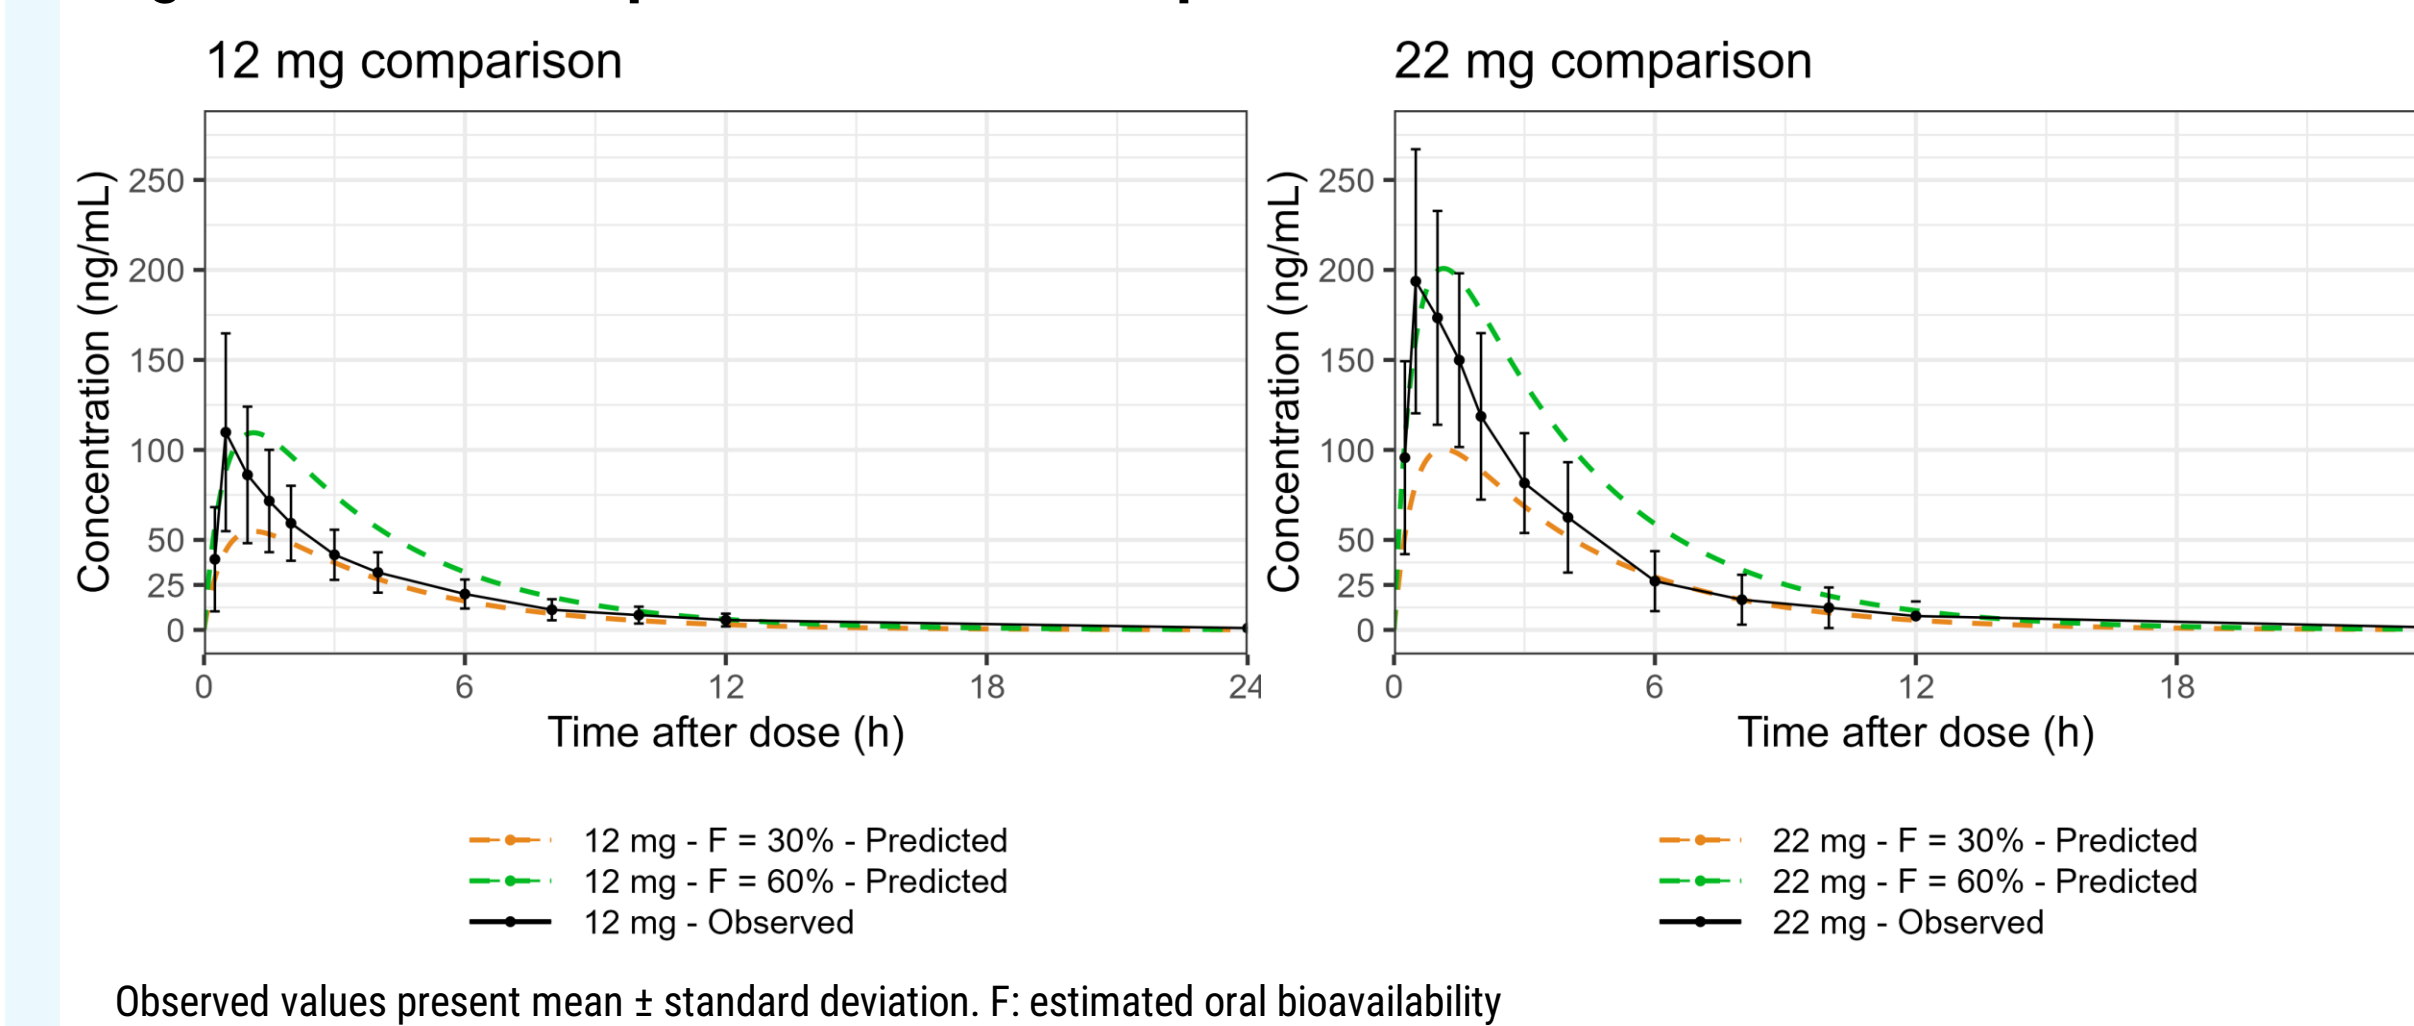 12 mg comparison
22 mg comparison
Concentration (ng/mL)
250
200
150
100
50
25
0
0 6 12 18 24
Time after dose (h)
Concentration (ng/mL)
250
200
150
100
50
25
0
0 6 12 18
Time after dose (h)
12 mg - F = 30% - Predicted
12 mg - F = 60% - Predicted
12 mg - Observed
22 mg - F = 30% - Predicted
22 mg - F = 60% - Predicted
22 mg - Observed
Observed values present mean ± standard deviation. F: estimated oral bioavailability